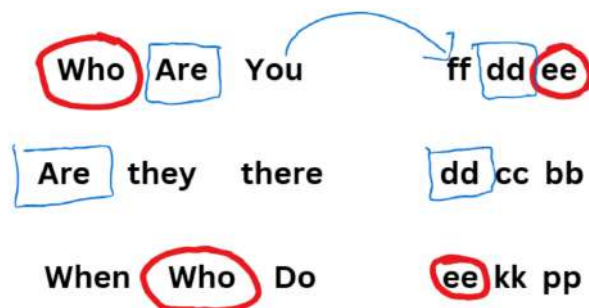 Who Are You ff dd ee
Are they there dd cc bb
When Who Do ee kk pp